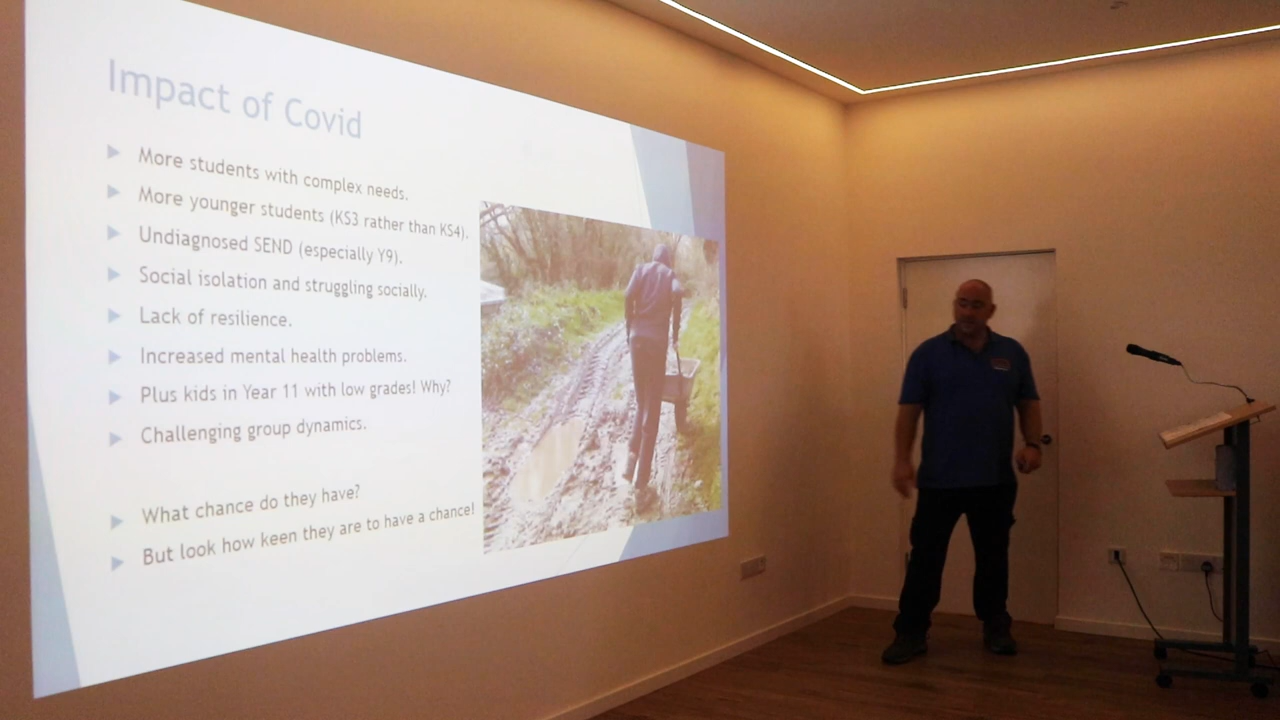 Impact of Covid
More students with complex needs.
More younger students (KS3 rather than KS4).
Undiagnosed SEND (especially Y9).
Social isolation and struggling socially.
Lack of resilience.
Increased mental health problems.
Plus kids in Year 11 with low grades! Why?
Challenging group dynamics.
What chance do they have?
But look how keen they are to have a chance!